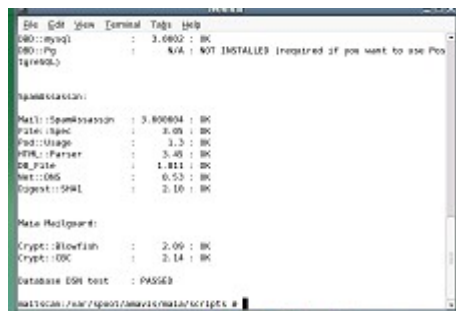 File Edit View Terminal Tabs Help
DBD::mysql : 3.0002 : OK
DBD::Pg : N/A : NOT INSTALLED (required if you want to use Pos
tgreSQL)
SpamAssassin:
Mail::SpamAssassin : 3.000004 : OK
File::Spec : 3.05 : OK
Pod::Usage : 1.3 : OK
HTML::Parser : 3.45 : OK
DB_File : 1.811 : OK
Net::DNS : 0.53 : OK
Digest::SHA1 : 2.10 : OK
Maia Mailguard:
Crypt::Blowfish : 2.09 : OK
Crypt::CBC : 2.14 : OK
Database DSN test : PASSED
mailscan:/var/spool/amavis/maia/scripts #